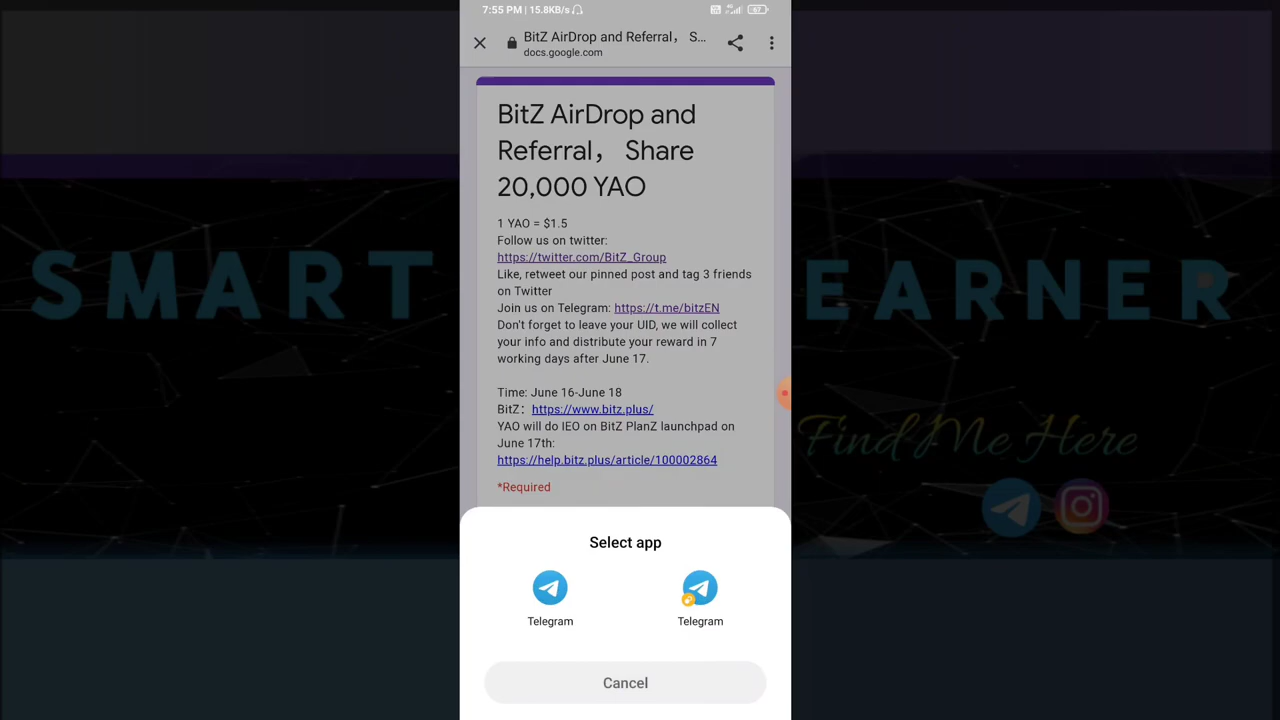 7:55 PM | 15.8KB/s
67
BitZ AirDrop and Referral， S...
docs.google.com
BitZ AirDrop and
Referral， Share
20,000 YAO
1 YAO = $1.5
Follow us on twitter:
https://twitter.com/BitZ_Group
Like, retweet our pinned post and tag 3 friends
on Twitter
Join us on Telegram: https://t.me/bitzEN
Don't forget to leave your UID, we will collect
your info and distribute your reward in 7
working days after June 17.
Time: June 16-June 18
BitZ： https://www.bitz.plus/
YAO will do IEO on BitZ PlanZ launchpad on
June 17th:
https://help.bitz.plus/article/100002864
*Required
Select app
Telegram Telegram
Cancel
SMART
EARNER
Find Me Here